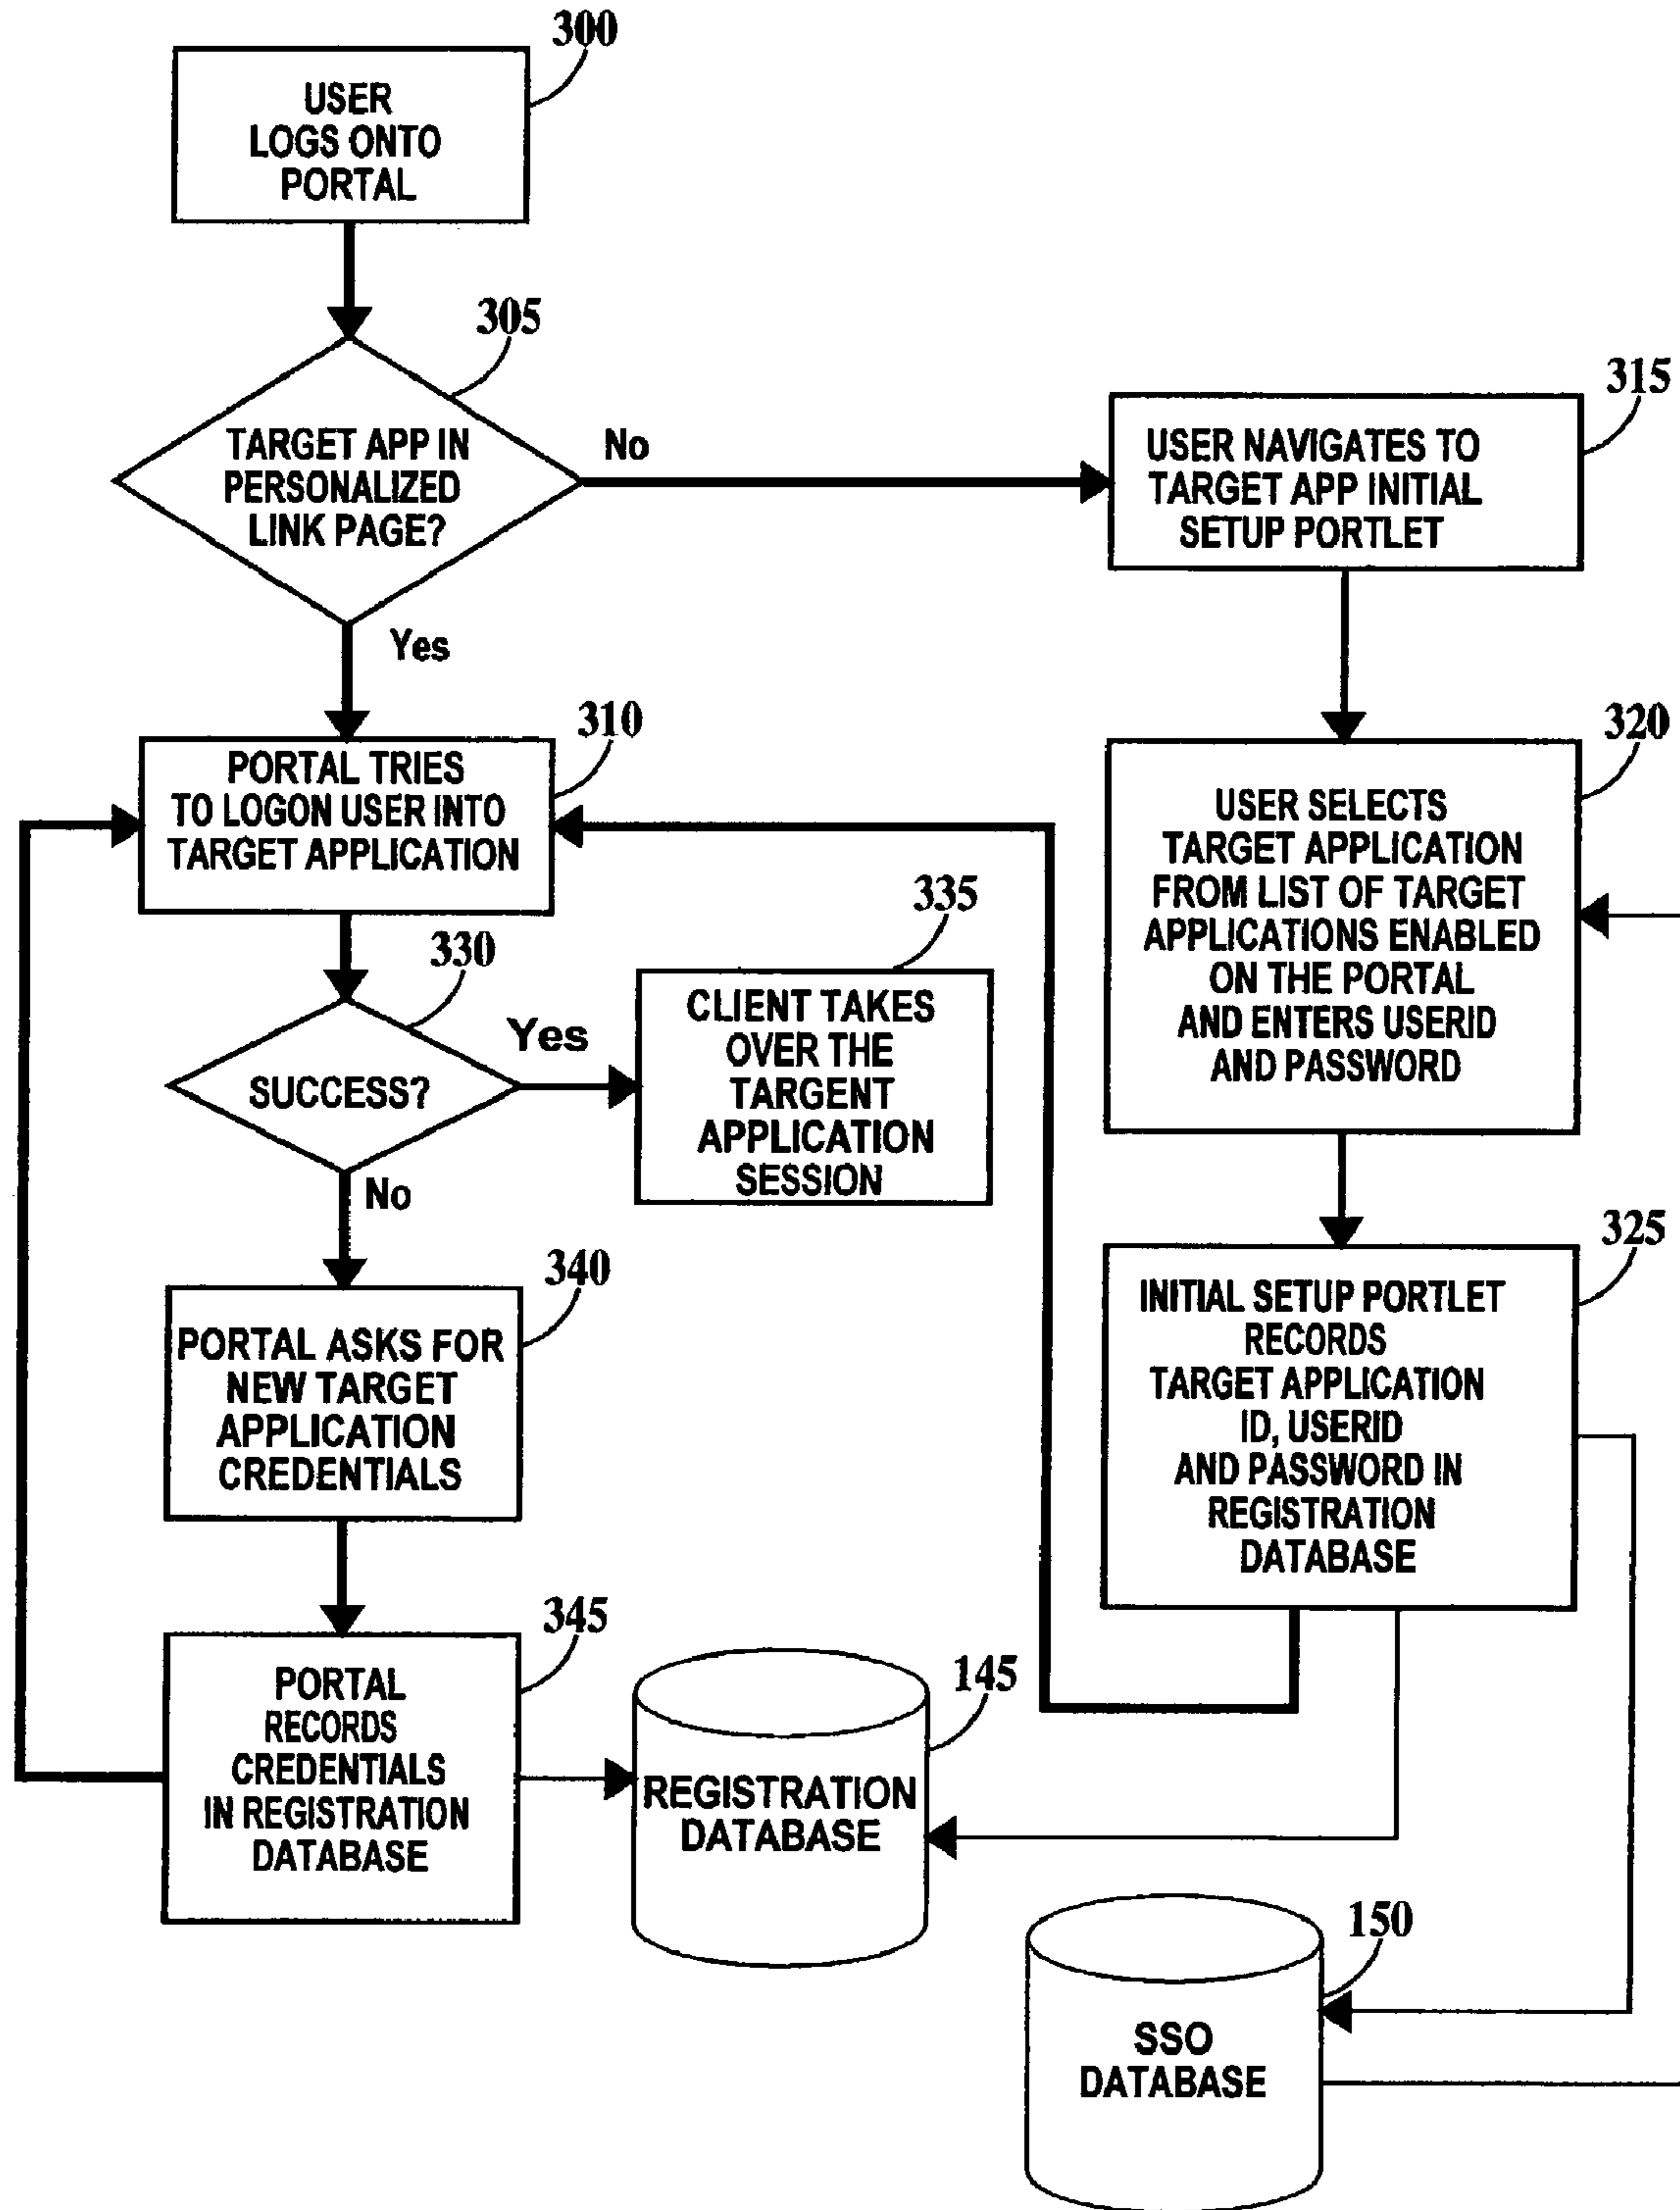 300
USER
LOGS ONTO
PORTAL
305
TARGET APP IN
PERSONALIZED
LINK PAGE?
No
Yes
315
USER NAVIGATES TO
TARGET APP INITIAL
SETUP PORTLET
310
PORTAL TRIES
TO LOGON USER INTO
TARGET APPLICATION
320
USER SELECTS
TARGET APPLICATION
FROM LIST OF TARGET
APPLICATIONS ENABLED
ON THE PORTAL
AND ENTERS USERID
AND PASSWORD
330
SUCCESS?
Yes
No
335
CLIENT TAKES
OVER THE
TARGENT
APPLICATION
SESSION
325
INITIAL SETUP PORTLET
RECORDS
TARGET APPLICATION
ID, USERID
AND PASSWORD IN
REGISTRATION
DATABASE
340
PORTAL ASKS FOR
NEW TARGET
APPLICATION
CREDENTIALS
345
PORTAL
RECORDS
CREDENTIALS
IN REGISTRATION
DATABASE
145
REGISTRATION
DATABASE
150
SSO
DATABASE